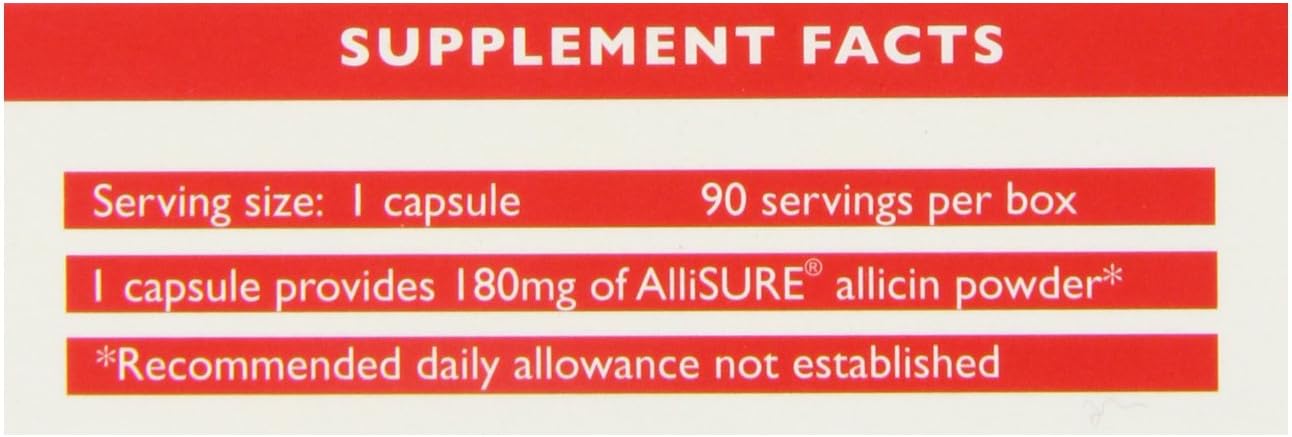 SUPPLEMENT FACTS
Serving size: 1 capsule 90 servings per box
1 capsule provides 180mg of AlliSURE® allicin powder*
*Recommended daily allowance not established